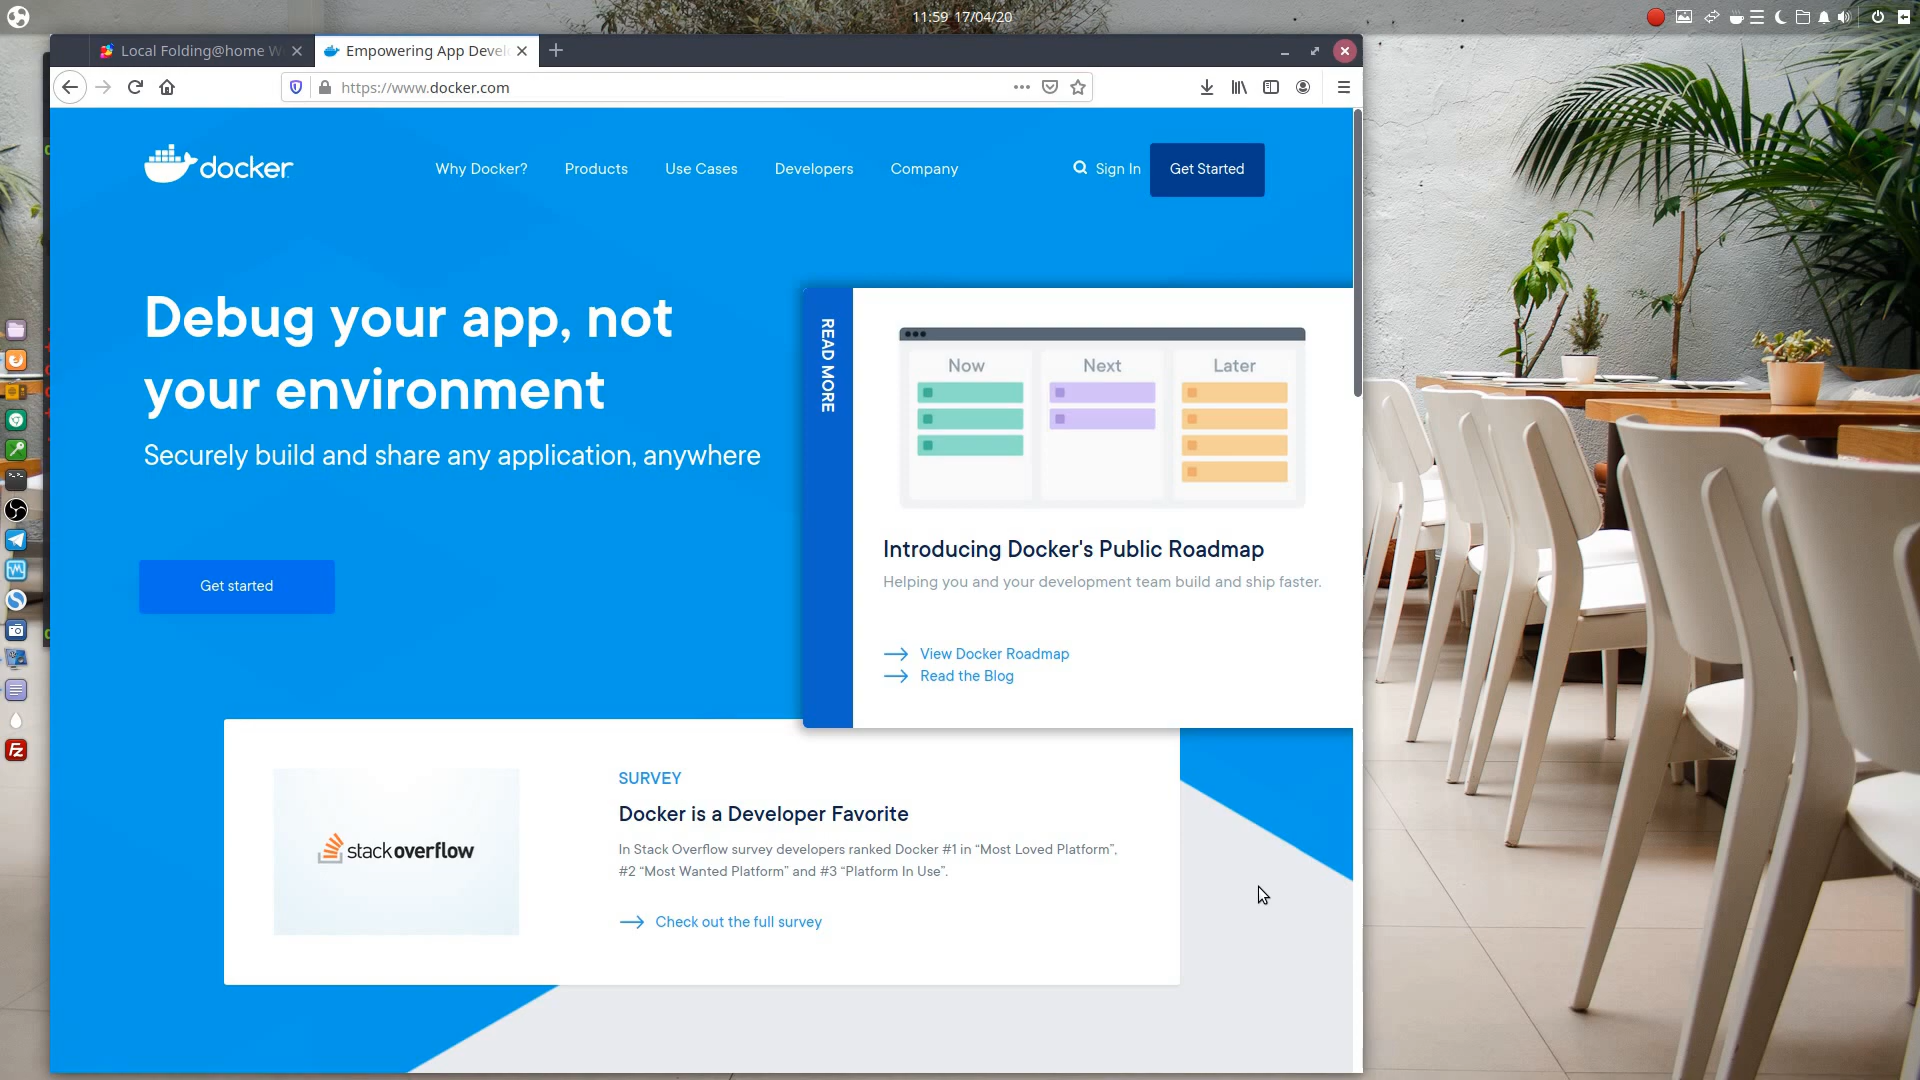 11:59 17/04/20
Local Folding@home W
Empowering App Devel
https://www.docker.com
docker
Why Docker?
Products
Use Cases
Developers
Company
Sign In
Get Started
Debug your app, not
your environment
Securely build and share any application, anywhere
Get started
READ MORE
Now
Next
Later
Introducing Docker's Public Roadmap
Helping you and your development team build and ship faster.
View Docker Roadmap
Read the Blog
stackoverflow
SURVEY
Docker is a Developer Favorite
In Stack Overflow survey developers ranked Docker #1 in “Most Loved Platform”,
#2 “Most Wanted Platform” and #3 “Platform In Use”.
Check out the full survey
Fz